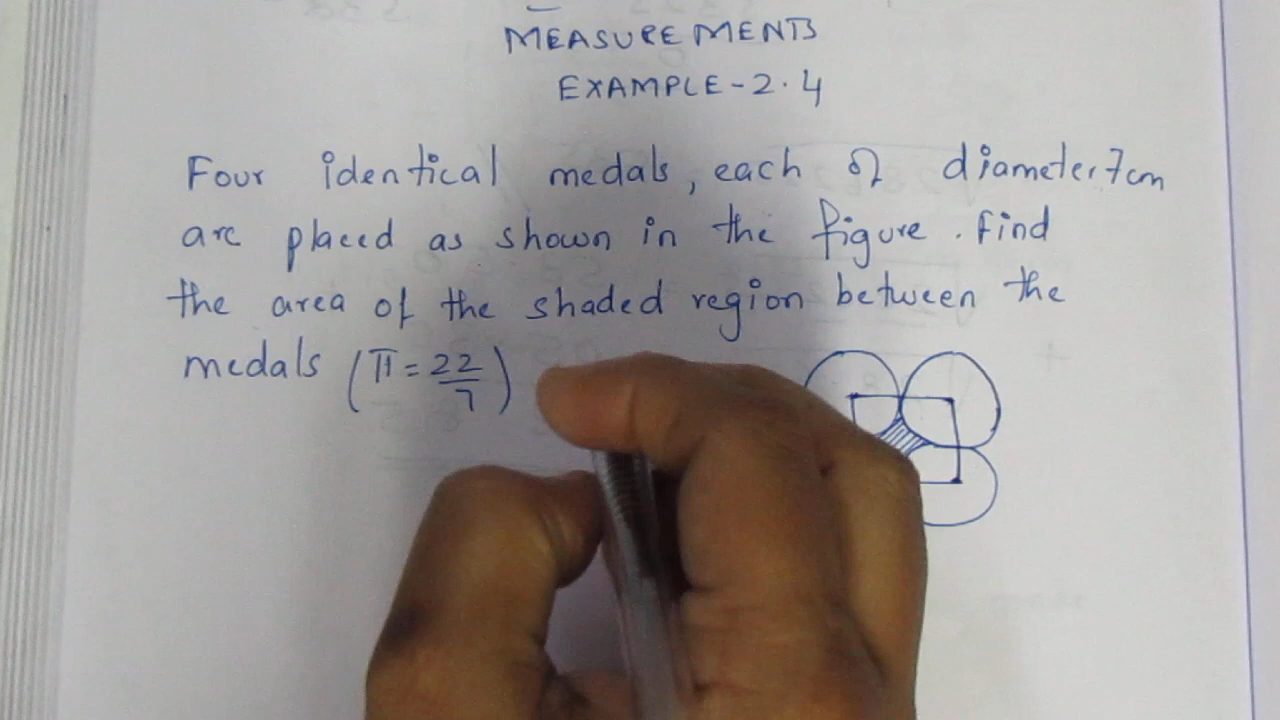 MEASUREMENTS
EXAMPLE-2.4
Four identical medals, each of diameter 7cm
are placed as shown in the figure. find
the area of the shaded region between the
medals (π = 22/7)